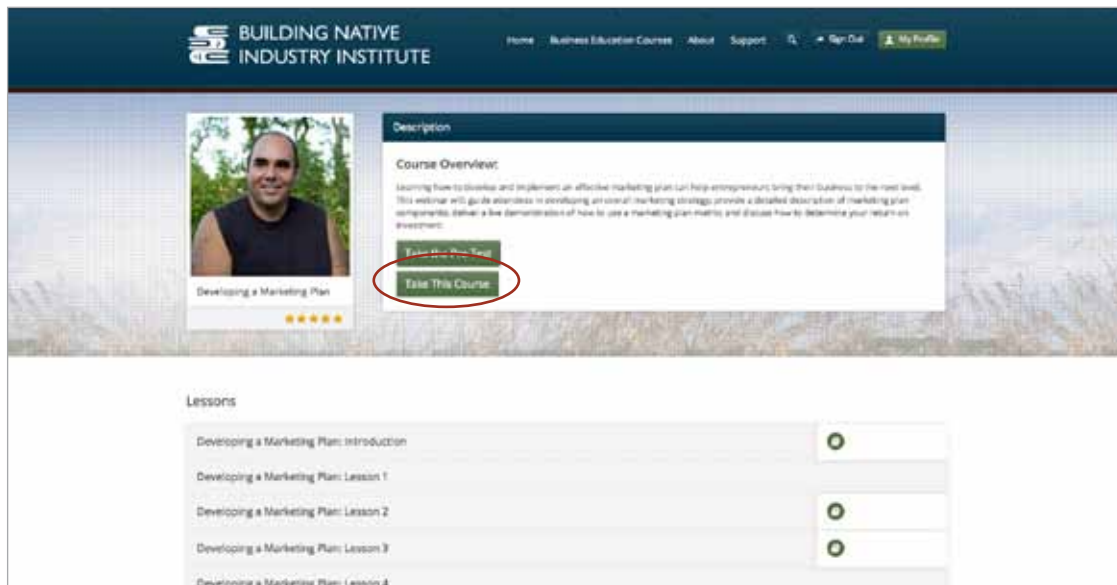 BUILDING NATIVE
INDUSTRY INSTITUTE
Home Business Education Courses About Support Sign Out My Profile
Description
Course Overview:
Learning how to develop and implement an effective marketing plan can help entrepreneurs bring their business to the next level.
This webinar will guide attendees in developing an overall marketing strategy, provide a detailed description of marketing plan
components, deliver a live demonstration of how to use a marketing plan matrix, and discuss how to determine your return on
investment.
Take the Pre Test
Take This Course
Developing a Marketing Plan
Lessons
Developing a Marketing Plan: Introduction
Developing a Marketing Plan: Lesson 1
Developing a Marketing Plan: Lesson 2
Developing a Marketing Plan: Lesson 3
Developing a Marketing Plan: Lesson 4